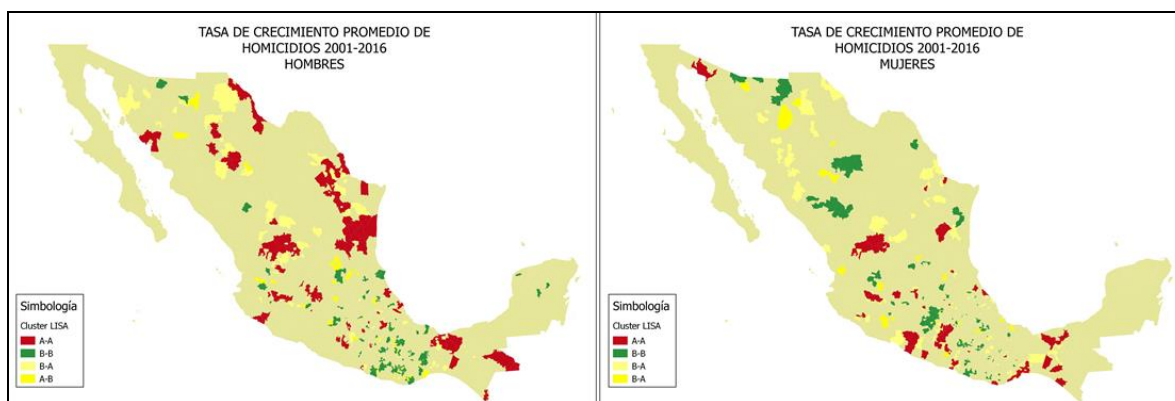 TASA DE CRECIMIENTO PROMEDIO DE
HOMICIDIOS 2001-2016
HOMBRES
Simbología
Cluster LISA
A-A
B-B
B-A
A-B
TASA DE CRECIMIENTO PROMEDIO DE
HOMICIDIOS 2001-2016
MUJERES
Simbología
Cluster LISA
A-A
B-B
B-A
A-B